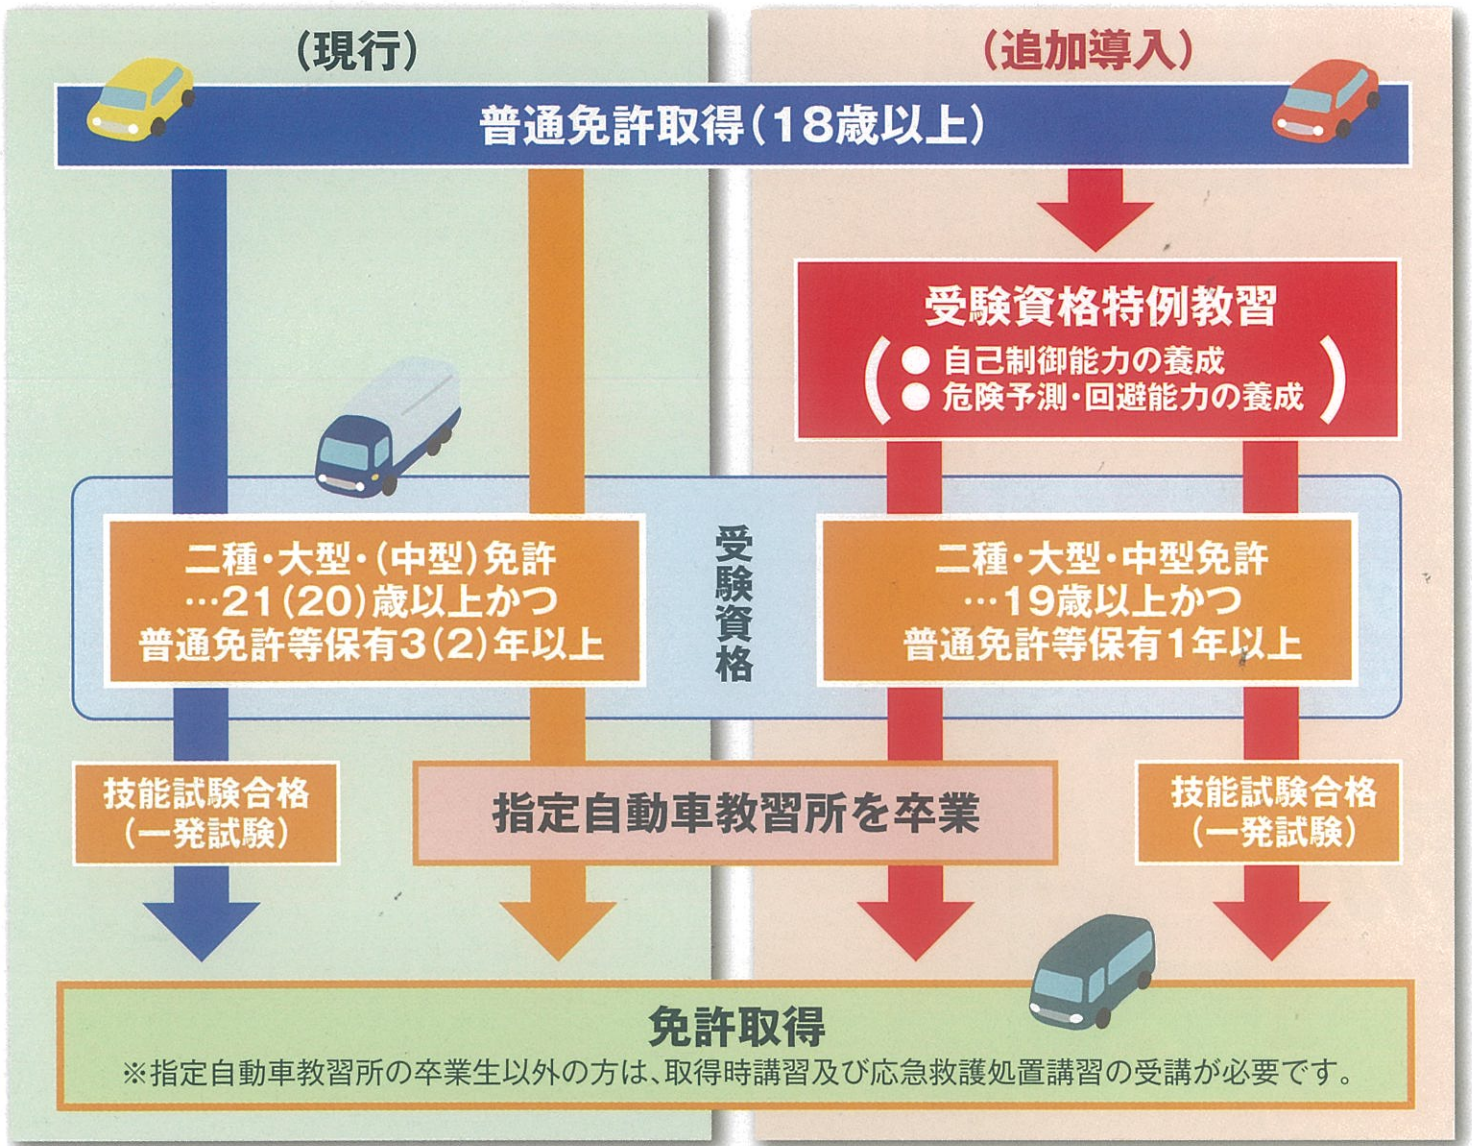 (現行)
(追加導入)
普通免許取得(18歳以上)
受験資格特例教習
● 自己制御能力の養成
● 危険予測・回避能力の養成
二種・大型・(中型)免許
…21(20)歳以上かつ
普通免許等保有3(2)年以上
受験資格
二種・大型・中型免許
…19歳以上かつ
普通免許等保有1年以上
技能試験合格
(一発試験)
指定自動車教習所を卒業
技能試験合格
(一発試験)
免許取得
※指定自動車教習所の卒業生以外の方は、取得時講習及び応急救護処置講習の受講が必要です。